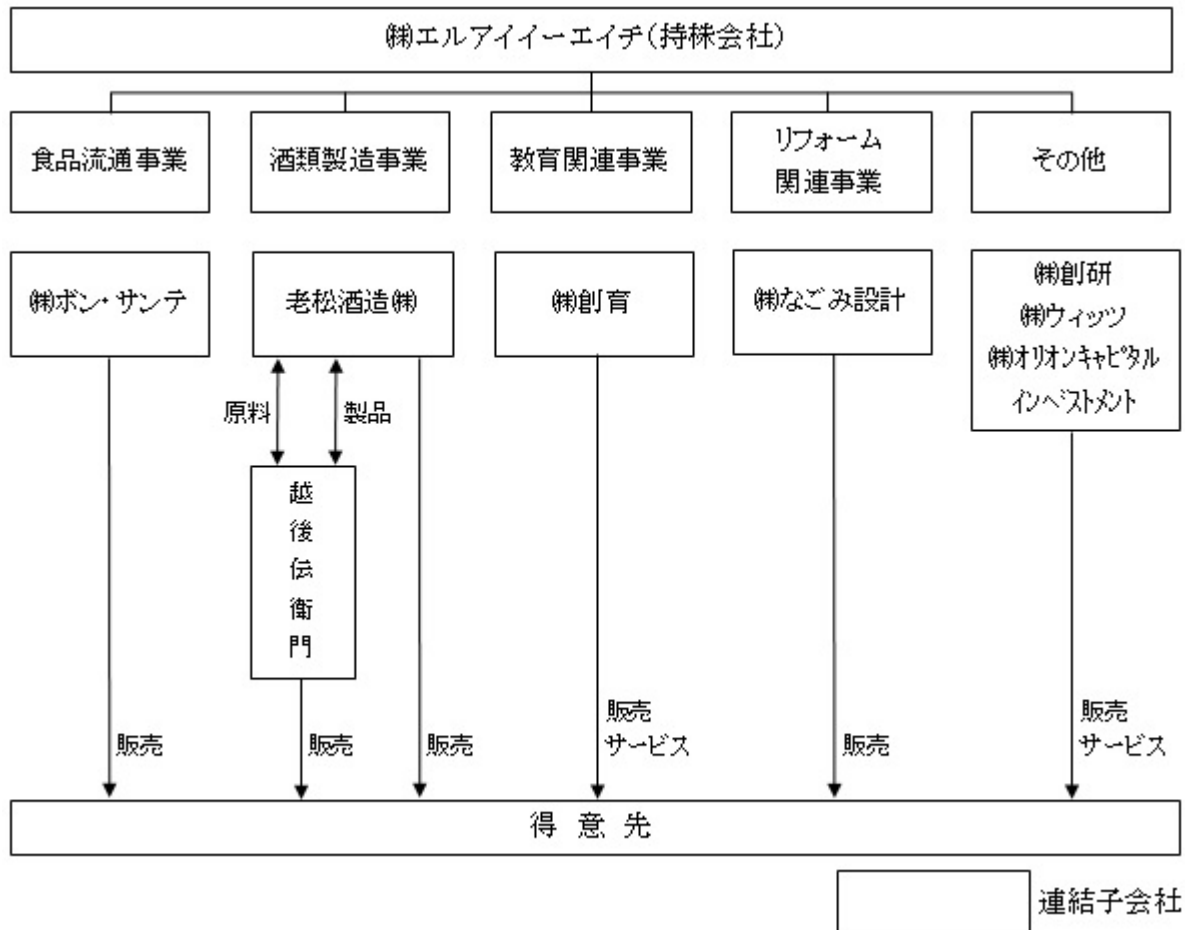 ㈱エルアイイーエイチ(持株会社)
食品流通事業
酒類製造事業
教育関連事業
リフォーム
関連事業
その他
㈱ボン・サンテ
老松酒造㈱
㈱創育
㈱なごみ設計
㈱創研
㈱ウィッツ
㈱オリオンキャピタル
インベストメント
原料
製品
越後伝衛門
販売
販売
販売
販売
サービス
販売
販売
サービス
得意先
連結子会社